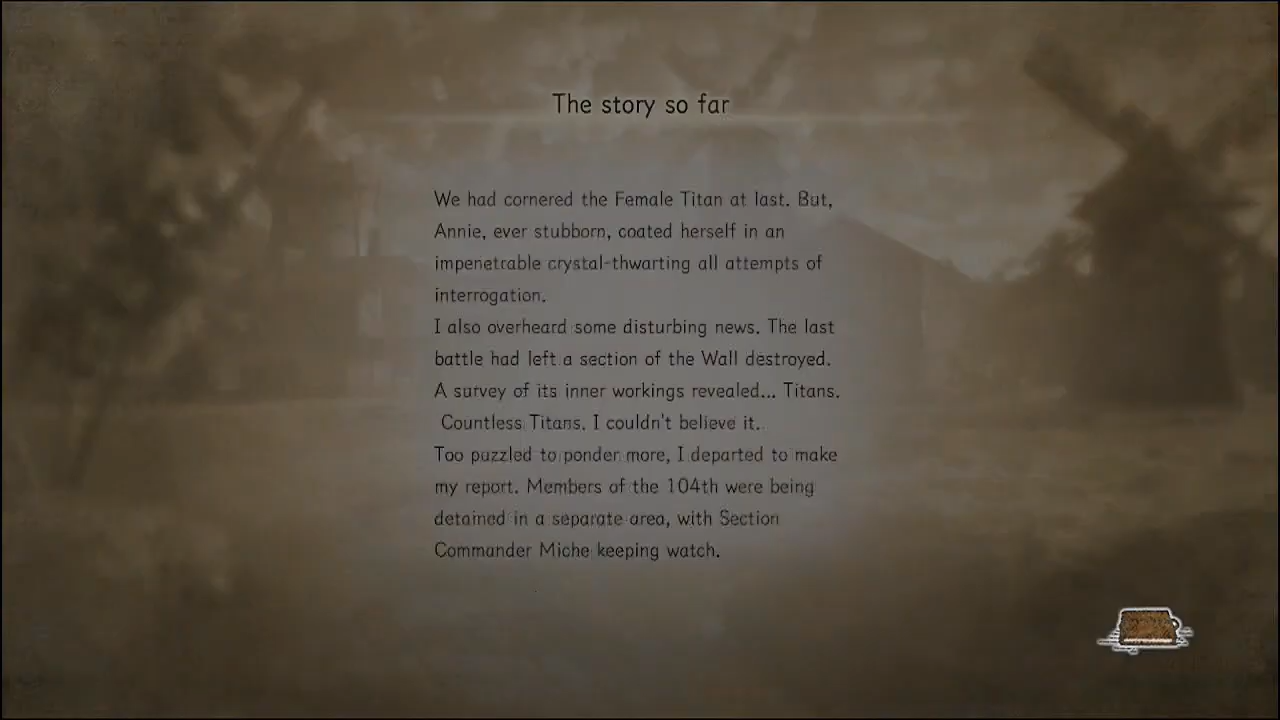 The story so far
We had cornered the Female Titan at last. But,
Annie, ever stubborn, coated herself in an
impenetrable crystal-thwarting all attempts of
interrogation.
I also overheard some disturbing news. The last
battle had left a section of the Wall destroyed.
A survey of its inner workings revealed... Titans.
Countless Titans. I couldn't believe it.
Too puzzled to ponder more, I departed to make
my report. Members of the 104th were being
detained in a separate area, with Section
Commander Miche keeping watch.